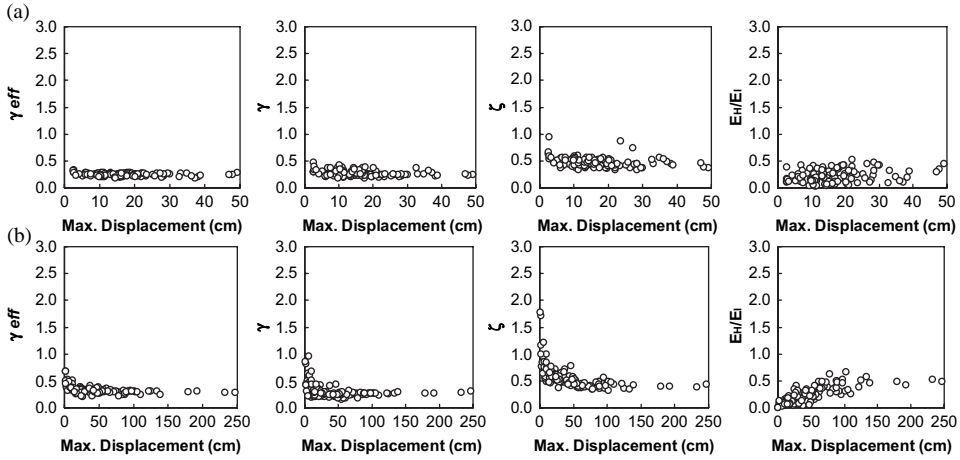 (a)
3.0 3.0 3.0 3.0
2.5 2.5 2.5 2.5
2.0 2.0 2.0 2.0
γ eff 1.5 γ 1.5 ζ 1.5 EH/EI 1.5
1.0 1.0 1.0 1.0
0.5 0.5 0.5 0.5
0.0 0.0 0.0 0.0
0 10 20 30 40 50 0 10 20 30 40 50 0 10 20 30 40 50 0 10 20 30 40 50
Max. Displacement (cm) Max. Displacement (cm) Max. Displacement (cm) Max. Displacement (cm)
(b)
3.0 3.0 3.0 3.0
2.5 2.5 2.5 2.5
2.0 2.0 2.0 2.0
γ eff 1.5 γ 1.5 ζ 1.5 EH/EI 1.5
1.0 1.0 1.0 1.0
0.5 0.5 0.5 0.5
0.0 0.0 0.0 0.0
0 50 100 150 200 250 0 50 100 150 200 250 0 50 100 150 200 250 0 50 100 150 200 250
Max. Displacement (cm) Max. Displacement (cm) Max. Displacement (cm) Max. Displacement (cm)